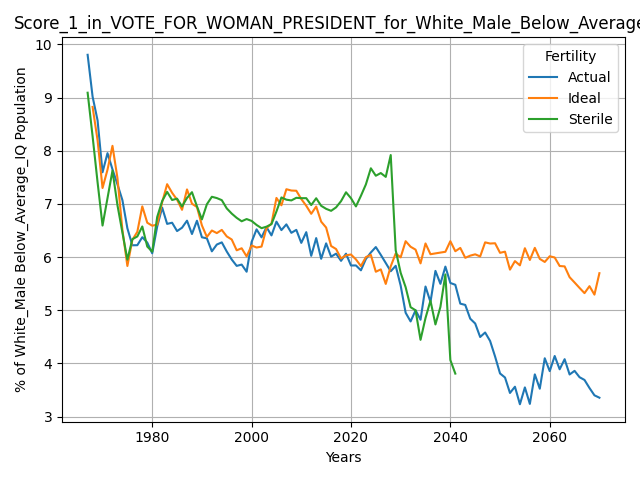 Score_1_in_VOTE_FOR_WOMAN_PRESIDENT_for_White_Male_Below_Average
10
9
8
7
6
5
4
3
% of White_Male Below_Average_IQ Population
Fertility
Actual
Ideal
Sterile
1980
2000
2020
2040
2060
Years